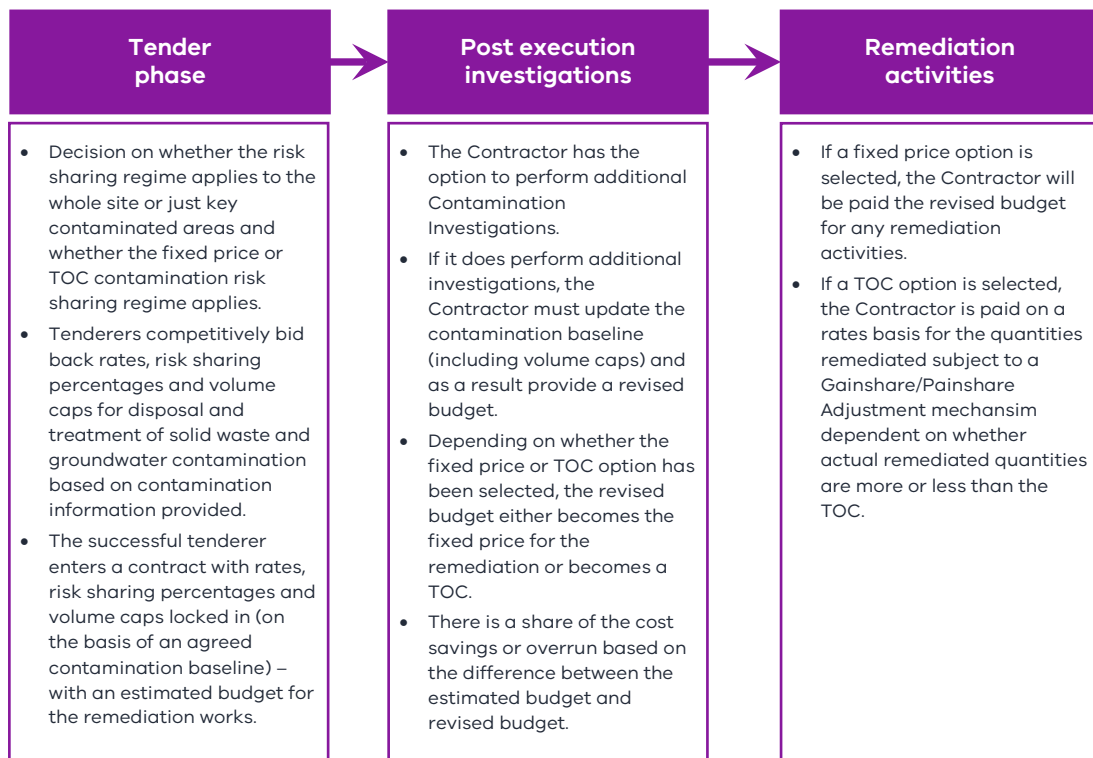 Tender
phase
• Decision on whether the risk
sharing regime applies to the
whole site or just key
contaminated areas and
whether the fixed price or
TOC contamination risk
sharing regime applies.
• Tenderers competitively bid
back rates, risk sharing
percentages and volume
caps for disposal and
treatment of solid waste and
groundwater contamination
based on contamination
information provided.
• The successful tenderer
enters a contract with rates,
risk sharing percentages and
volume caps locked in (on
the basis of an agreed
contamination baseline) –
with an estimated budget for
the remediation works.
Post execution
investigations
• The Contractor has the
option to perform additional
Contamination
Investigations.
• If it does perform additional
investigations, the
Contractor must update the
contamination baseline
(including volume caps) and
as a result provide a revised
budget.
• Depending on whether the
fixed price or TOC option has
been selected, the revised
budget either becomes the
fixed price for the
remediation or becomes a
TOC.
• There is a share of the cost
savings or overrun based on
the difference between the
estimated budget and
revised budget.
Remediation
activities
• If a fixed price option is
selected, the Contractor will
be paid the revised budget
for any remediation
activities.
• If a TOC option is selected,
the Contractor is paid on a
rates basis for the quantities
remediated subject to a
Gainshare/Painshare
Adjustment mechansim
dependent on whether
actual remediated quantities
are more or less than the
TOC.